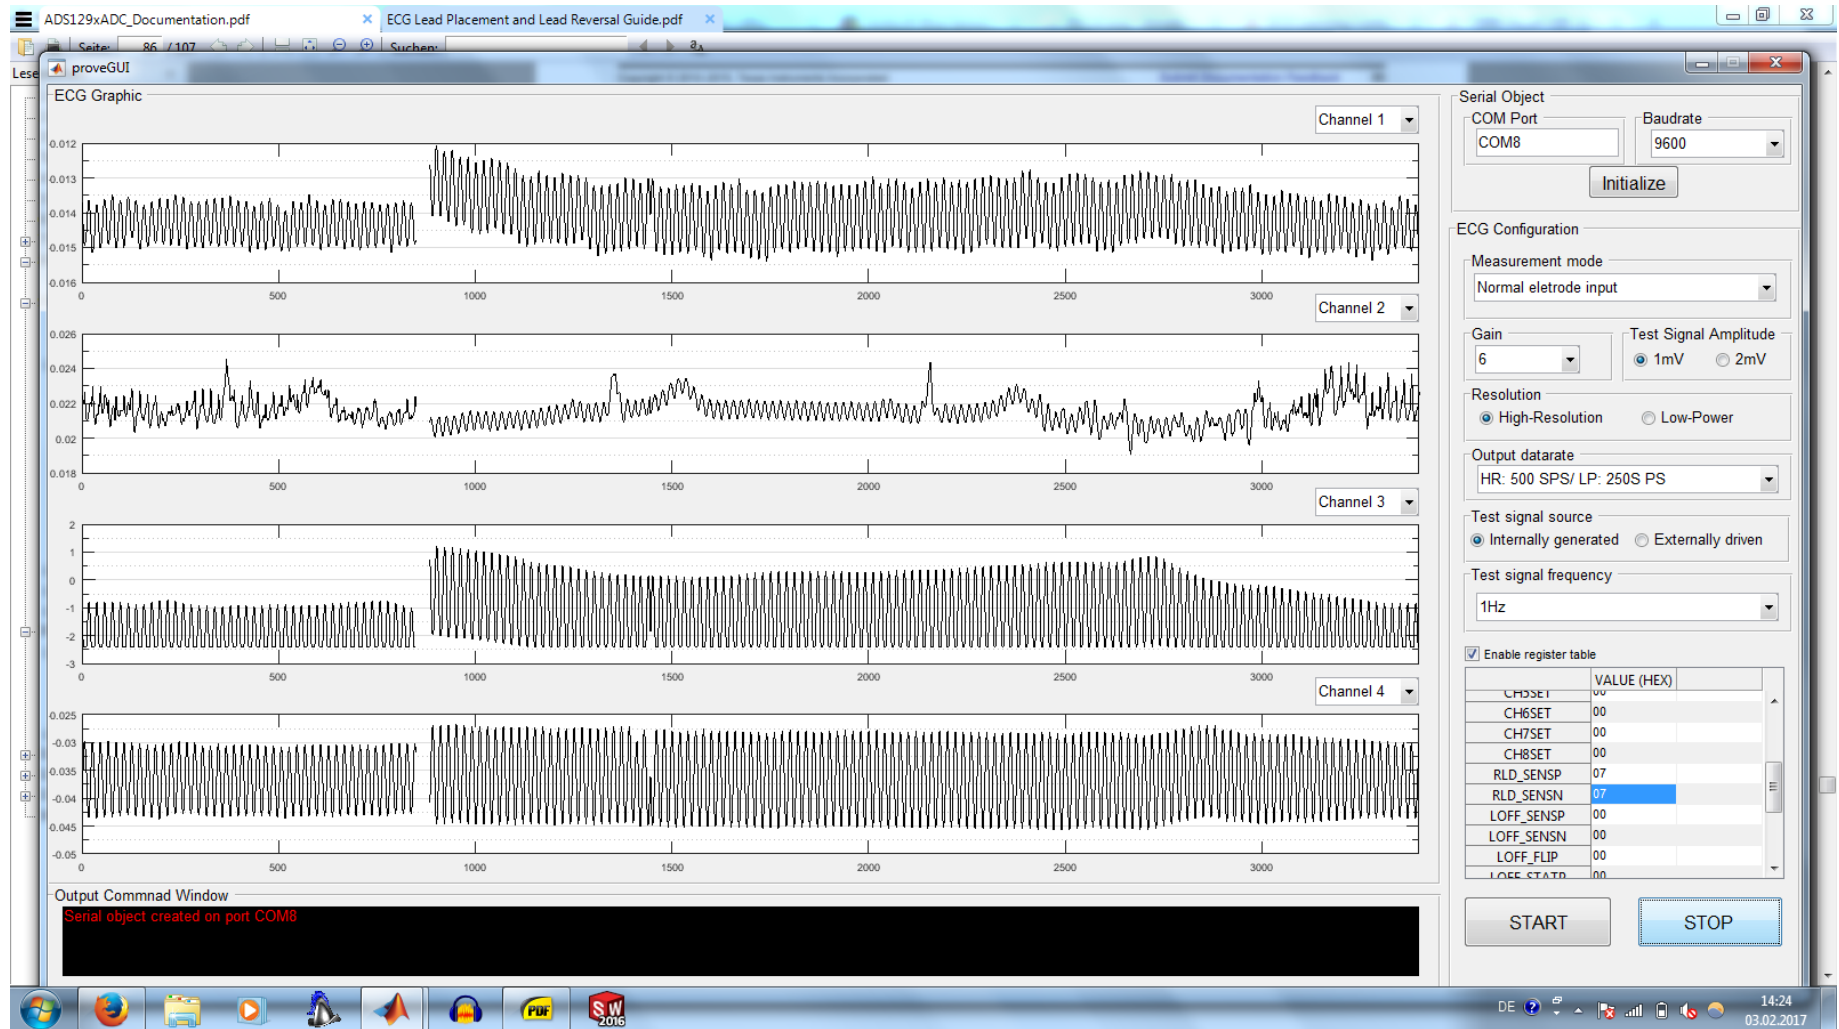 ADS129xADC_Documentation.pdf
ECG Lead Placement and Lead Reversal Guide.pdf
Seite: 86 / 107
Suchen:
Lese
proveGUI
ECG Graphic
Channel 1
-0.012
-0.013
-0.014
-0.015
-0.016
0 500 1000 1500 2000 2500 3000
Channel 2
0.026
0.024
0.022
0.02
0.018
0 500 1000 1500 2000 2500 3000
Channel 3
2
1
0
-1
-2
-3
0 500 1000 1500 2000 2500 3000
Channel 4
-0.025
-0.03
-0.035
-0.04
-0.045
-0.05
0 500 1000 1500 2000 2500 3000
Output Commnad Window
Serial object created on port COM8
Serial Object
COM Port
COM8
Baudrate
9600
Initialize
ECG Configuration
Measurement mode
Normal eletrode input
Gain
6
Test Signal Amplitude
1mV 2mV
Resolution
High-Resolution Low-Power
Output datarate
HR: 500 SPS/ LP: 250S PS
Test signal source
Internally generated Externally driven
Test signal frequency
1Hz
Enable register table
VALUE (HEX)
CH5SET 00
CH6SET 00
CH7SET 00
CH8SET 00
RLD_SENSP 07
RLD_SENSN 07
LOFF_SENSP 00
LOFF_SENSN 00
LOFF_FLIP 00
LOFF_STATP 00
START STOP
PDF
SW
2016
DE
14:24
03.02.2017